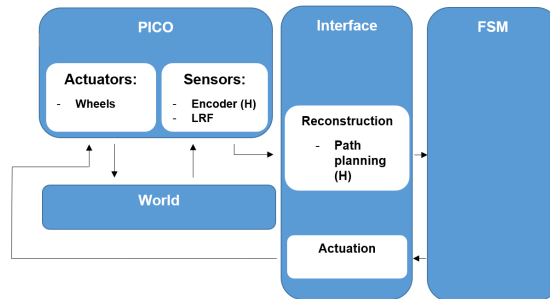 PICO
Actuators:
- Wheels
Sensors:
- Encoder (H)
- LRF
World
Interface
Reconstruction
- Path
planning
(H)
Actuation
FSM